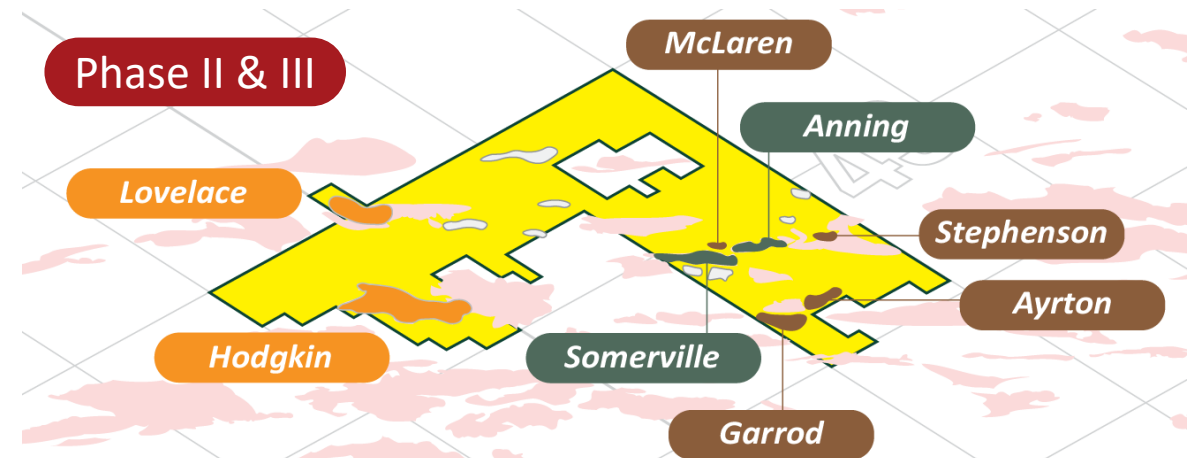 McLaren
Phase II & III
Anning
Lovelace
Stephenson
Ayrton
Hodgkin
Somerville
Garrod